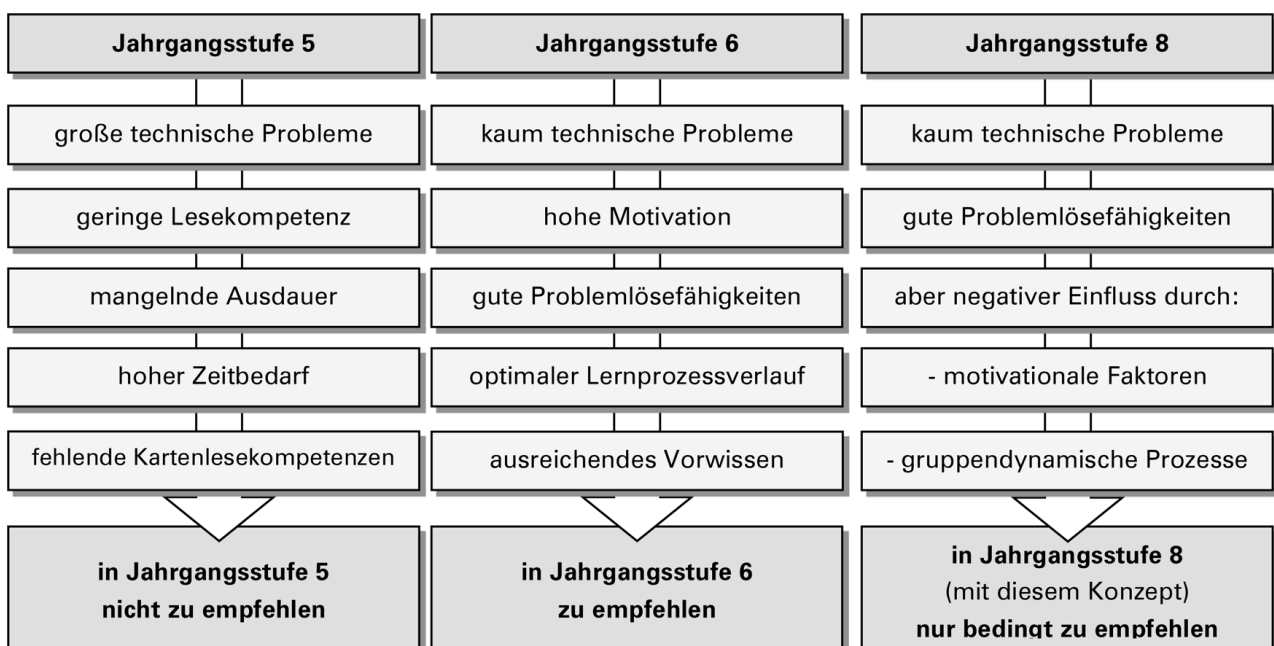 Jahrgangsstufe 5
große technische Probleme
geringe Lesekompetenz
mangelnde Ausdauer
hoher Zeitbedarf
fehlende Kartenlesekompetenzen
in Jahrgangsstufe 5
nicht zu empfehlen
Jahrgangsstufe 6
kaum technische Probleme
hohe Motivation
gute Problemlösefähigkeiten
optimaler Lernprozessverlauf
ausreichendes Vorwissen
in Jahrgangsstufe 6
zu empfehlen
Jahrgangsstufe 8
kaum technische Probleme
gute Problemlösefähigkeiten
aber negativer Einfluss durch:
- motivationale Faktoren
- gruppendynamische Prozesse
in Jahrgangsstufe 8
(mit diesem Konzept)
nur bedingt zu empfehlen